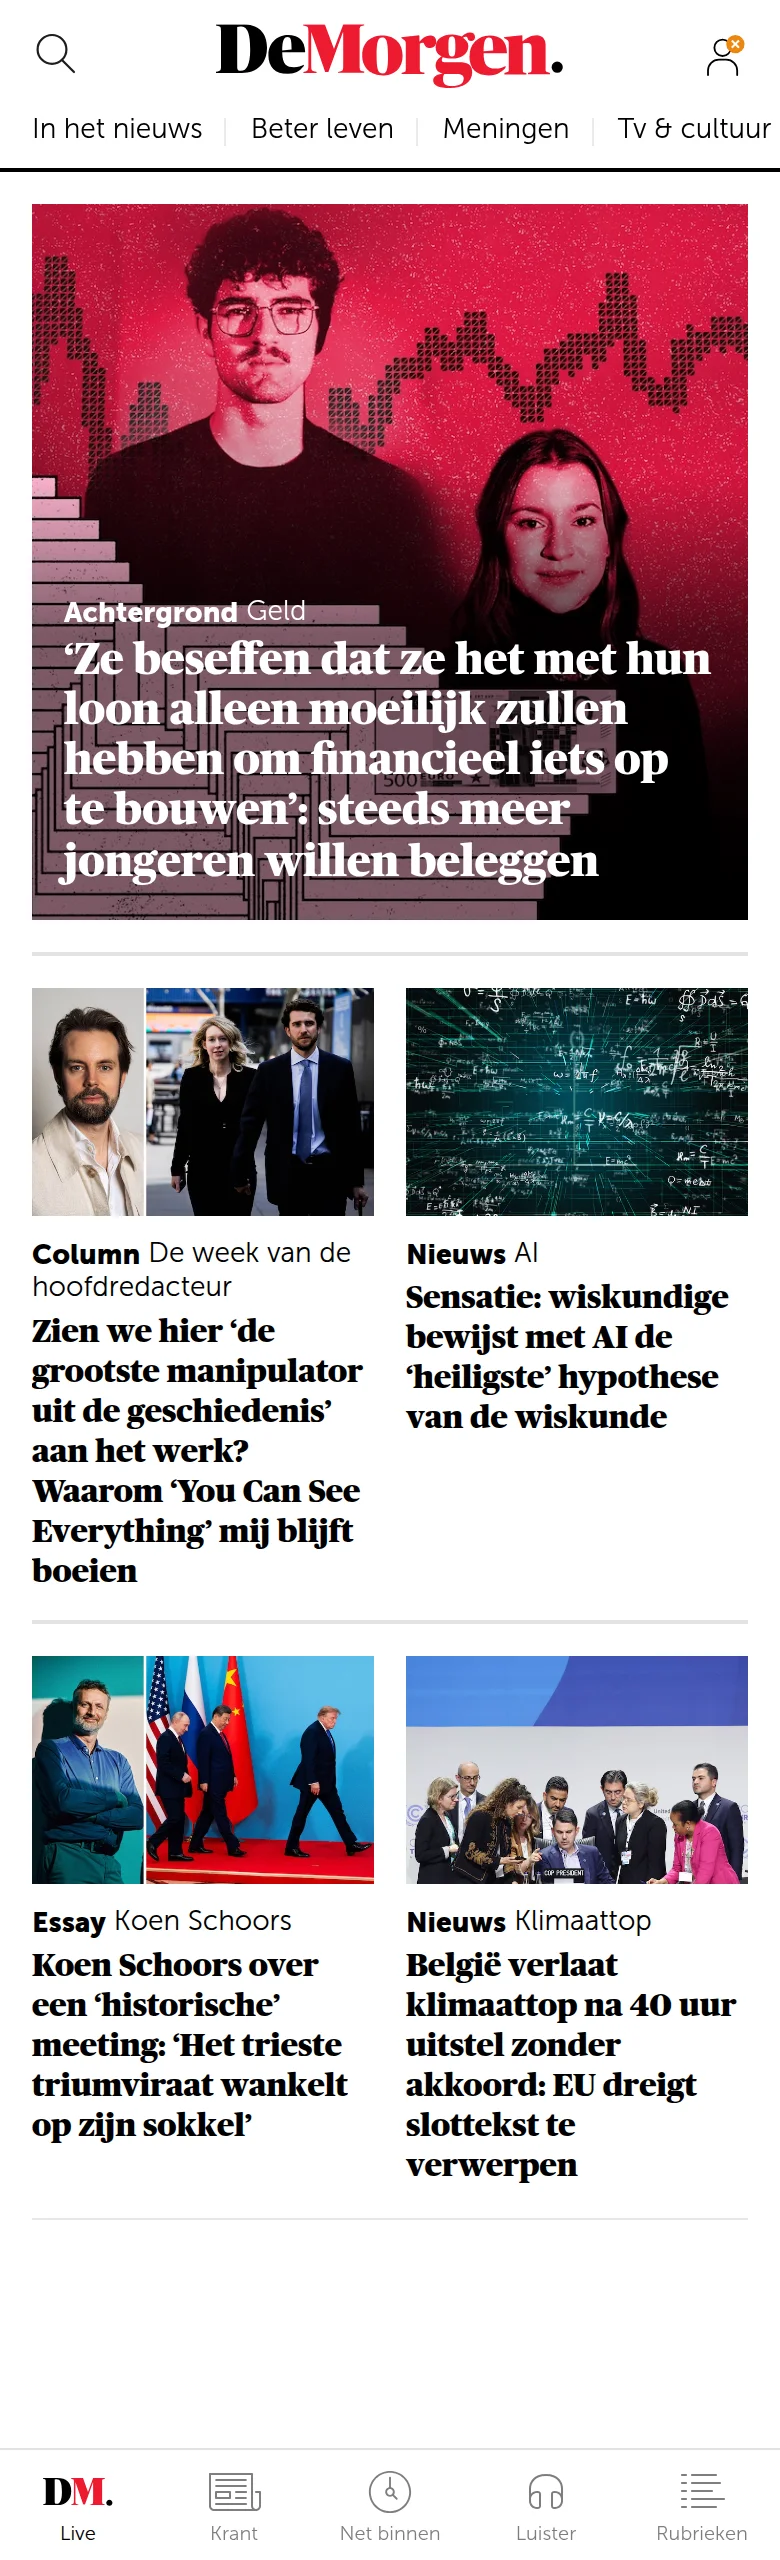 DeMorgen.
In het nieuws
Beter leven
Meningen
Tv & cultuur
500 EURO
Achtergrond Geld
‘Ze beseffen dat ze het met hun
loon alleen moeilijk zullen
hebben om financieel iets op
te bouwen’: steeds meer
jongeren willen beleggen
Column De week van de
hoofdredacteur
Zien we hier ‘de
grootste manipulator
uit de geschiedenis’
aan het werk?
Waarom ‘You Can See
Everything’ mij blijft
boeien
Nieuws AI
Sensatie: wiskundige
bewijst met AI de
‘heiligste’ hypothese
van de wiskunde
Essay Koen Schoors
Koen Schoors over
een ‘historische’
meeting: ‘Het trieste
triumviraat wankelt
op zijn sokkel’
COP PRESIDENT
Nieuws Klimaattop
België verlaat
klimaattop na 40 uur
uitstel zonder
akkoord: EU dreigt
slottekst te
verwerpen
DM.
Live
Krant
Net binnen
Luister
Rubrieken